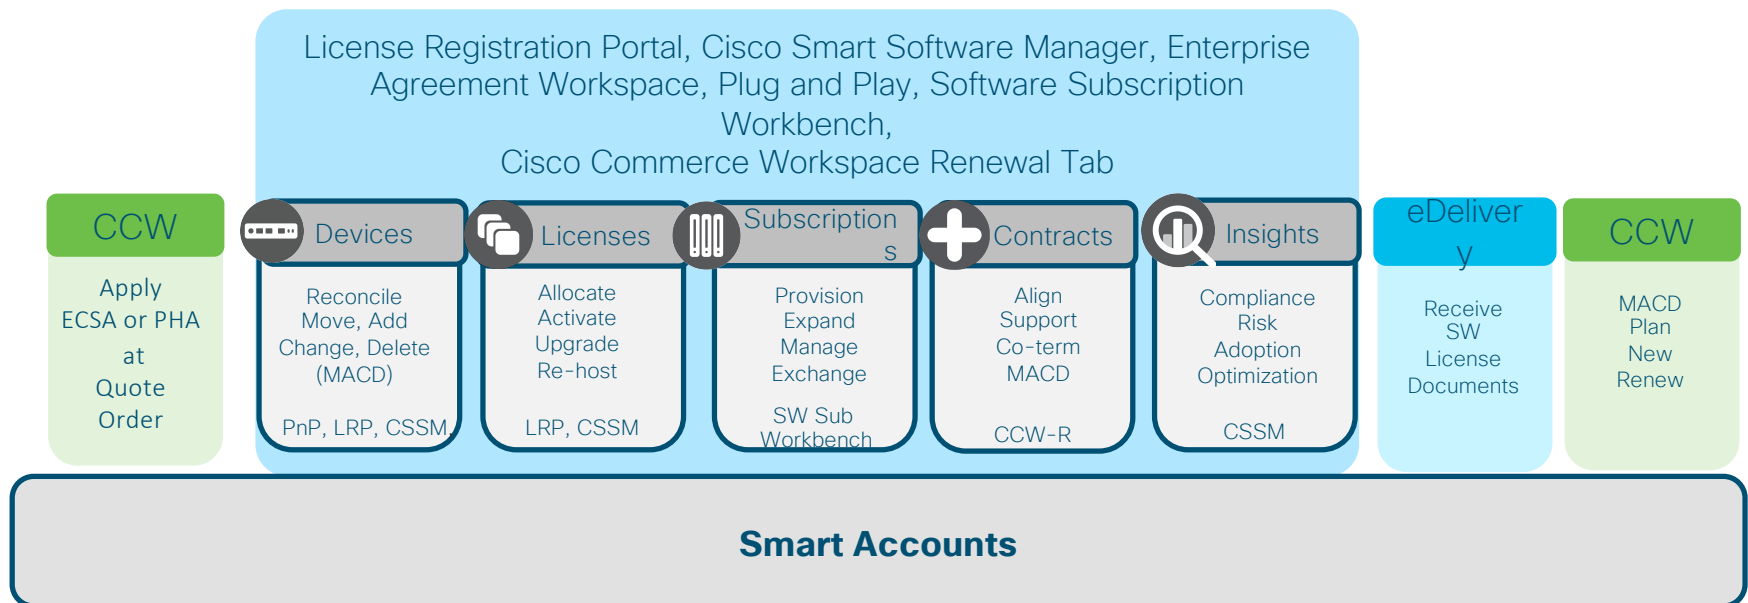 License Registration Portal, Cisco Smart Software Manager, Enterprise
Agreement Workspace, Plug and Play, Software Subscription
Workbench,
Cisco Commerce Workspace Renewal Tab
CCW
Apply
ECSA or PHA
at
Quote
Order
Devices
Reconcile
Move, Add
Change, Delete
(MACD)
PnP, LRP, CSSM,
Licenses
Allocate
Activate
Upgrade
Re-host
LRP, CSSM
Subscription
s
Provision
Expand
Manage
Exchange
SW Sub
Workbench
Contracts
Align
Support
Co-term
MACD
CCW-R
Insights
Compliance
Risk
Adoption
Optimization
CSSM
eDeliver
y
Receive
SW
License
Documents
CCW
MACD
Plan
New
Renew
Smart Accounts